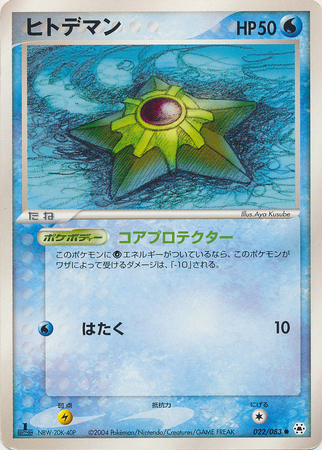 ヒトデマン HP50
Illus.Aya Kusube
たね
ポケボディー コアプロテクター
このポケモンにエネルギーがついているなら、このポケモンが
ワザによって受けるダメージは、「-10」される。
はたく 10
弱点 抵抗力 にげる
1 NBW-20K-40P ©2004 Pokémon/Nintendo/Creatures/GAME FREAK 022/083